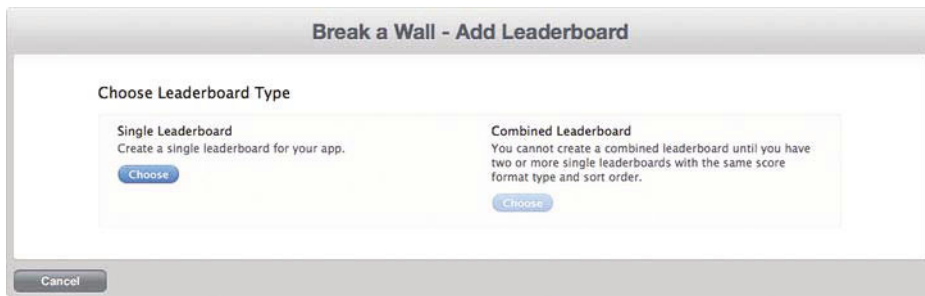 Break a Wall - Add Leaderboard
Choose Leaderboard Type
Single Leaderboard
Create a single leaderboard for your app.
Choose
Combined Leaderboard
You cannot create a combined leaderboard until you have
two or more single leaderboards with the same score
format type and sort order.
Choose
Cancel